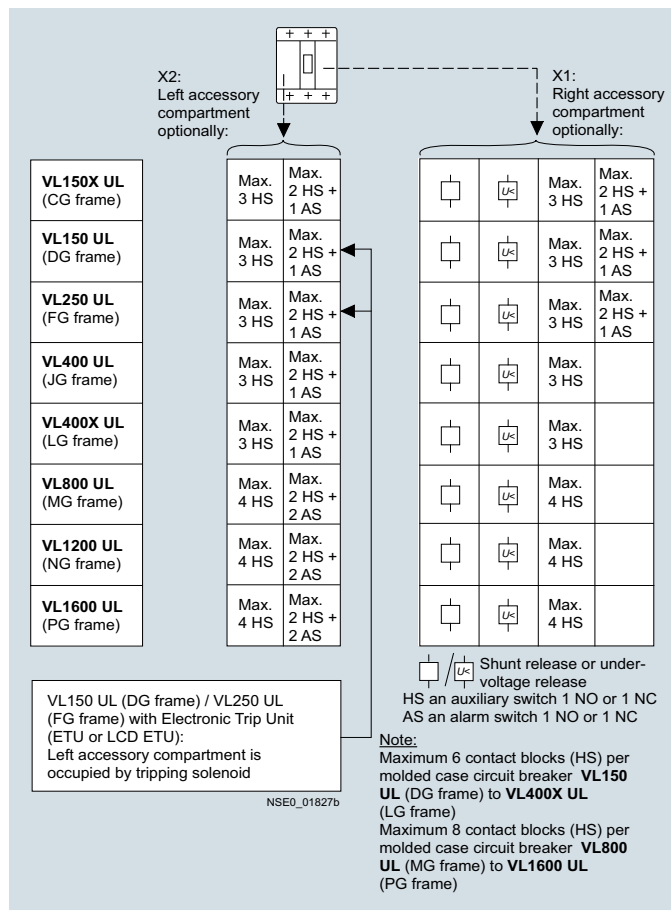 + + +
+ + +
X2:
Left accessory
compartment
optionally:
X1:
Right accessory
compartment
optionally:
VL150X UL
(CG frame)
Max.
3 HS
Max.
2 HS +
1 AS
U<
Max.
3 HS
Max.
2 HS +
1 AS
VL150 UL
(DG frame)
Max.
3 HS
Max.
2 HS +
1 AS
U<
Max.
3 HS
Max.
2 HS +
1 AS
VL250 UL
(FG frame)
Max.
3 HS
Max.
2 HS +
1 AS
U<
Max.
3 HS
Max.
2 HS +
1 AS
VL400 UL
(JG frame)
Max.
3 HS
Max.
2 HS +
1 AS
U<
Max.
3 HS
VL400X UL
(LG frame)
Max.
3 HS
Max.
2 HS +
1 AS
U<
Max.
3 HS
VL800 UL
(MG frame)
Max.
4 HS
Max.
2 HS +
2 AS
U<
Max.
4 HS
VL1200 UL
(NG frame)
Max.
4 HS
Max.
2 HS +
2 AS
U<
Max.
4 HS
VL1600 UL
(PG frame)
Max.
4 HS
Max.
2 HS +
2 AS
U<
Max.
4 HS
VL150 UL (DG frame) / VL250 UL
(FG frame) with Electronic Trip Unit
(ETU or LCD ETU):
Left accessory compartment is
occupied by tripping solenoid
NSE0_01827b
/ U< Shunt release or under-
voltage release
HS an auxiliary switch 1 NO or 1 NC
AS an alarm switch 1 NO or 1 NC
Note:
Maximum 6 contact blocks (HS) per
molded case circuit breaker VL150
UL (DG frame) to VL400X UL
(LG frame)
Maximum 8 contact blocks (HS) per
molded case circuit breaker VL800
UL (MG frame) to VL1600 UL
(PG frame)